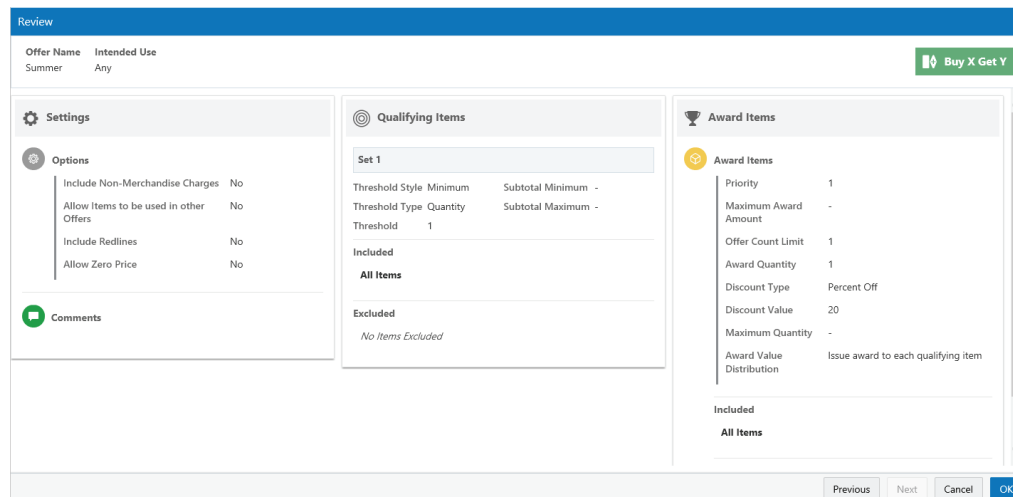 Review
Offer Name Intended Use
Summer Any
Buy X Get Y
Settings
Options
Include Non-Merchandise Charges No
Allow Items to be used in other No
Offers
Include Redlines No
Allow Zero Price No
Comments
Qualifying Items
Set 1
Threshold Style Minimum Subtotal Minimum -
Threshold Type Quantity Subtotal Maximum -
Threshold 1
Included
All Items
Excluded
No Items Excluded
Award Items
Award Items
Priority 1
Maximum Award -
Amount
Offer Count Limit 1
Award Quantity 1
Discount Type Percent Off
Discount Value 20
Maximum Quantity -
Award Value Issue award to each qualifying item
Distribution
Included
All Items
Previous Next Cancel OK